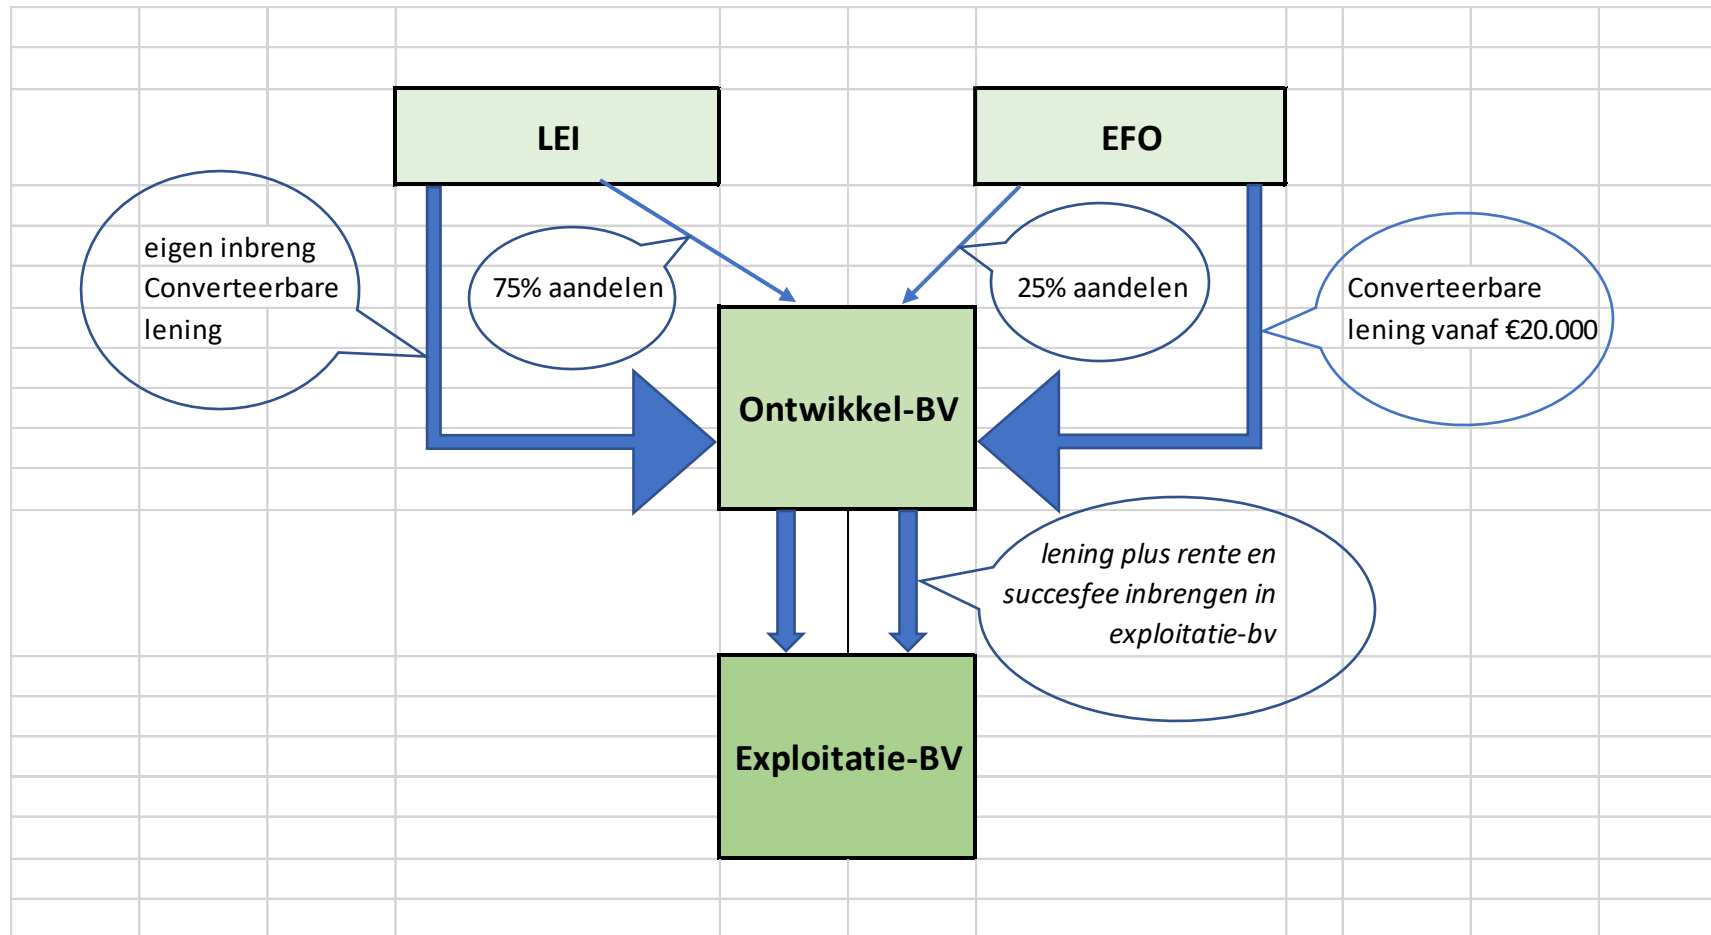 LEI
EFO
eigen inbreng
Converteerbare
lening
75% aandelen
25% aandelen
Converteerbare
lening vanaf €20.000
Ontwikkel-BV
lening plus rente en
succesfee inbrengen in
exploitatie-bv
Exploitatie-BV